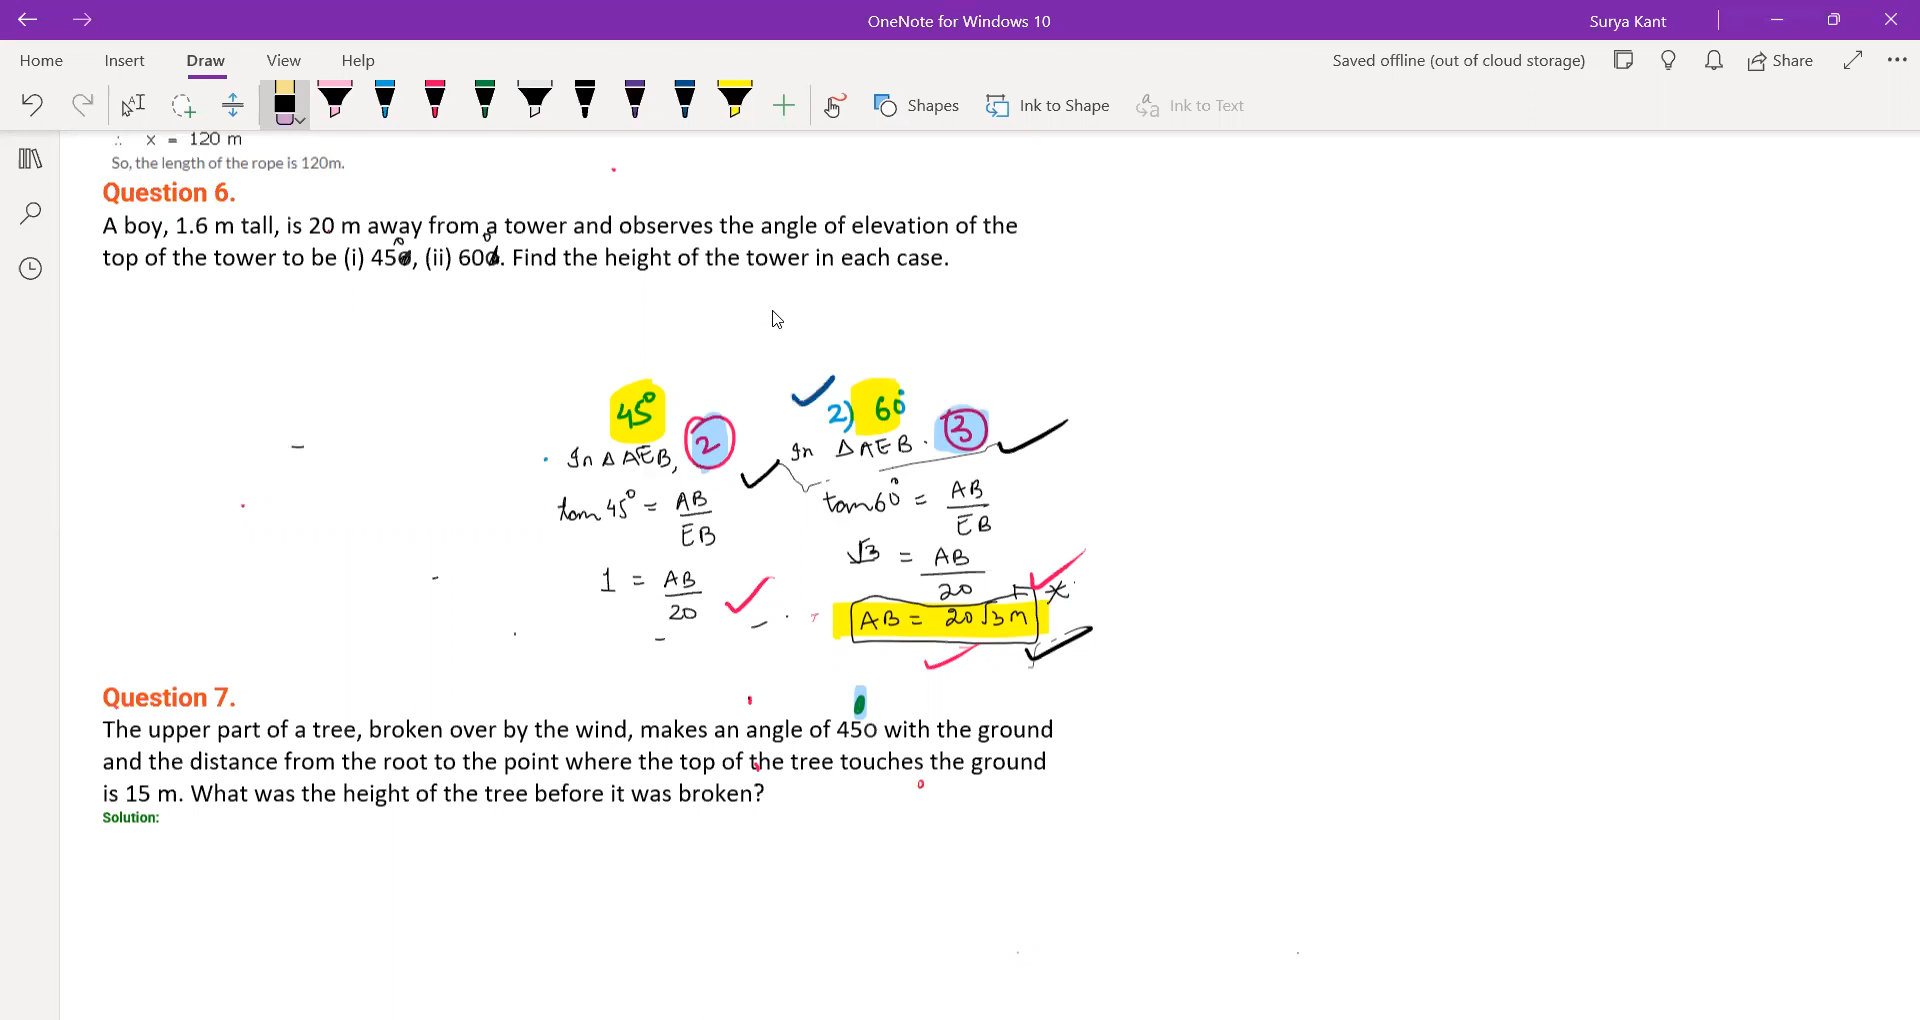 OneNote for Windows 10
Surya Kant
Home Insert Draw View Help
Saved offline (out of cloud storage) Share
Shapes Ink to Shape Ink to Text
∴ x = 120 m
So, the length of the rope is 120m.
Question 6.
A boy, 1.6 m tall, is 20 m away from a tower and observes the angle of elevation of the
top of the tower to be (i) 45°, (ii) 60°. Find the height of the tower in each case.
45° 2
In △ AEB,
tan 45° = AB/EB
1 = AB/20
2) 60° 3
In △ AEB
tan 60° = AB/EB
√3 = AB/20
AB = 20√3 m
Question 7.
The upper part of a tree, broken over by the wind, makes an angle of 45o with the ground
and the distance from the root to the point where the top of the tree touches the ground
is 15 m. What was the height of the tree before it was broken?
Solution: